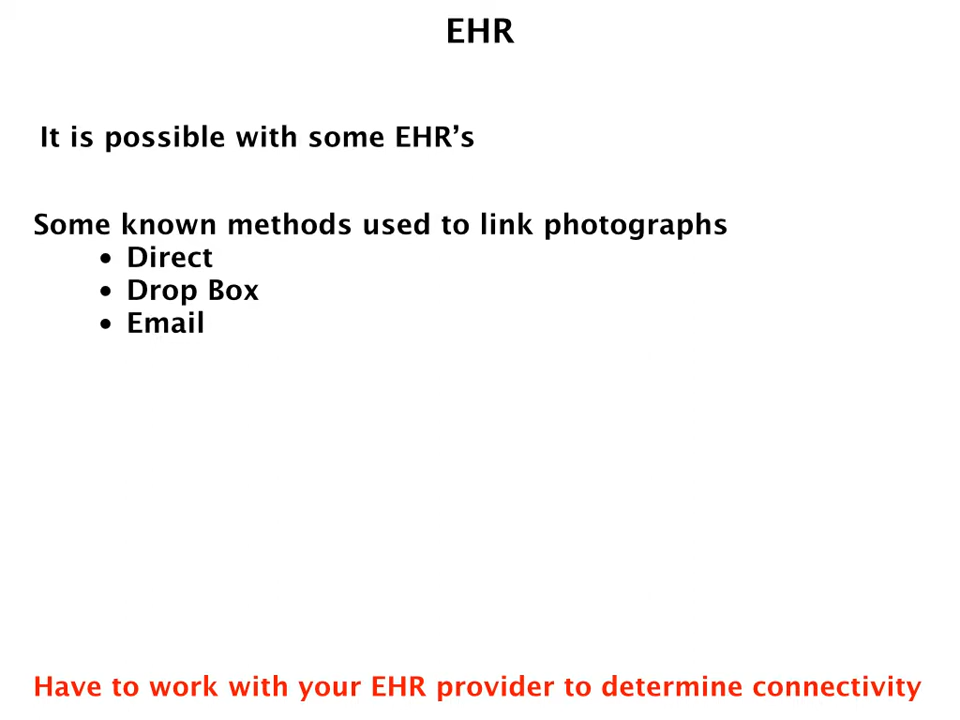 EHR
It is possible with some EHR’s
Some known methods used to link photographs
• Direct
• Drop Box
• Email
Have to work with your EHR provider to determine connectivity